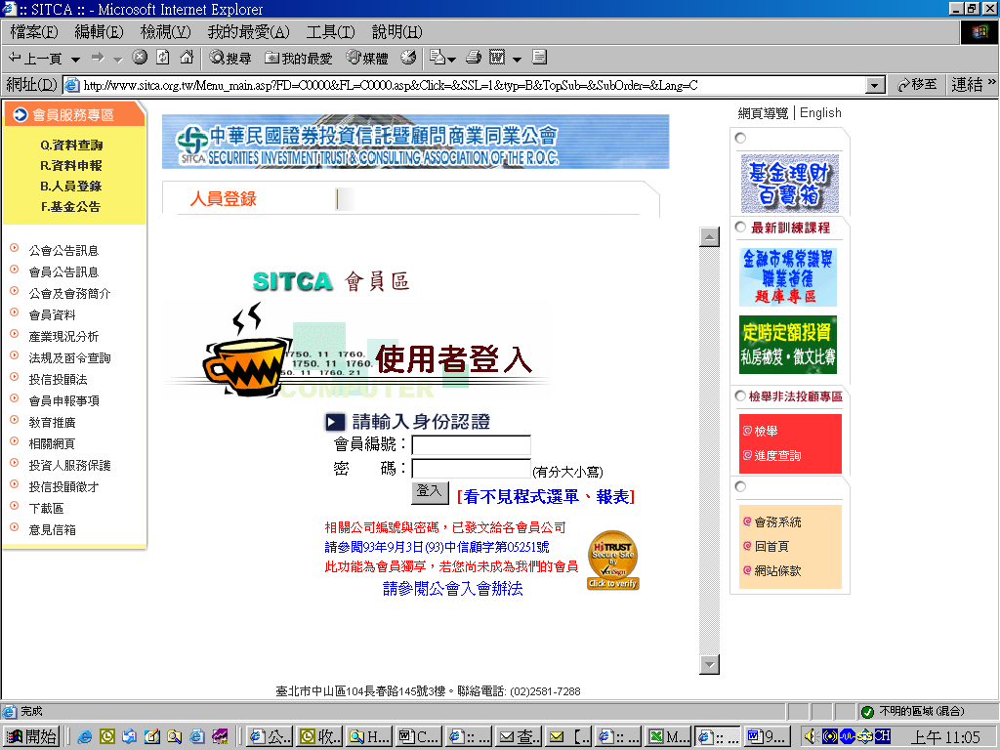 :: SITCA :: - Microsoft Internet Explorer
檔案(F) 編輯(E) 檢視(V) 我的最愛(A) 工具(T) 說明(H)
上一頁 搜尋 我的最愛 媒體
網址(D) http://www.sitca.org.tw/Menu_main.asp?FD=C0000&FL=C0000.asp&Click=&SSL=1&typ=B&TopSub=&SubOrder=&Lang=C 移至 連結 »
會員服務專區
Q.資料查詢
R.資料申報
B.人員登錄
F.基金公告
公會公告訊息
會員公告訊息
公會及會務簡介
會員資料
產業現況分析
法規及函令查詢
投信投顧法
會員申報事項
教育推廣
相關網頁
投資人服務保護
投信投顧徵才
下載區
意見信箱
中華民國證券投資信託暨顧問商業同業公會
SITCA SECURITIES INVESTMENT TRUST & CONSULTING ASSOCIATION OF THE R.O.C.
人員登錄
SITCA 會員區
1750. 11 1760.
1750. 11 1760.
50. 11 1760. 21
使用者登入
COMPUTER
請輸入身份認證
會員編號：
密 碼： (有分大小寫)
登入 [看不見程式選單、報表]
相關公司編號與密碼，已發文給各會員公司
請參閱93年9月3日(93)中信顧字第05251號
此功能為會員獨享，若您尚未成為我們的會員
請參閱公會入會辦法
HiTRUST
Secure Site
by
VeriSign
Click to verify
臺北市中山區104長春路145號3樓。聯絡電話: (02)2581-7288
網頁導覽 | English
基金理財
百寶箱
最新訓練課程
金融市場常識與
職業道德
題庫專區
定時定額投資
私房秘笈‧徵文比賽
檢舉非法投顧專區
檢舉
進度查詢
會務系統
回首頁
網站條款
完成 不明的區域 (混合)
開始 公... 收... H... C... ::... 查... 【... ::... M... ::... 9... CH 上午 11:05